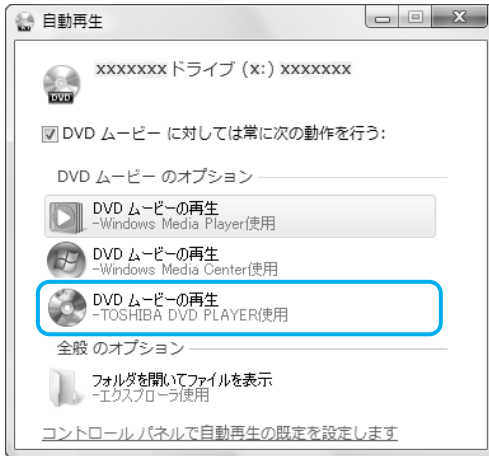 自動再生
xxxxxxx ドライブ (x:) xxxxxxx
DVD
DVD ムービー に対しては常に次の動作を行う:
DVD ムービー のオプション
DVD ムービーの再生
-Windows Media Player使用
DVD ムービーの再生
-Windows Media Center使用
DVD ムービーの再生
-TOSHIBA DVD PLAYER使用
全般 のオプション
フォルダを開いてファイルを表示
-エクスプローラ使用
コントロール パネルで自動再生の既定を設定します